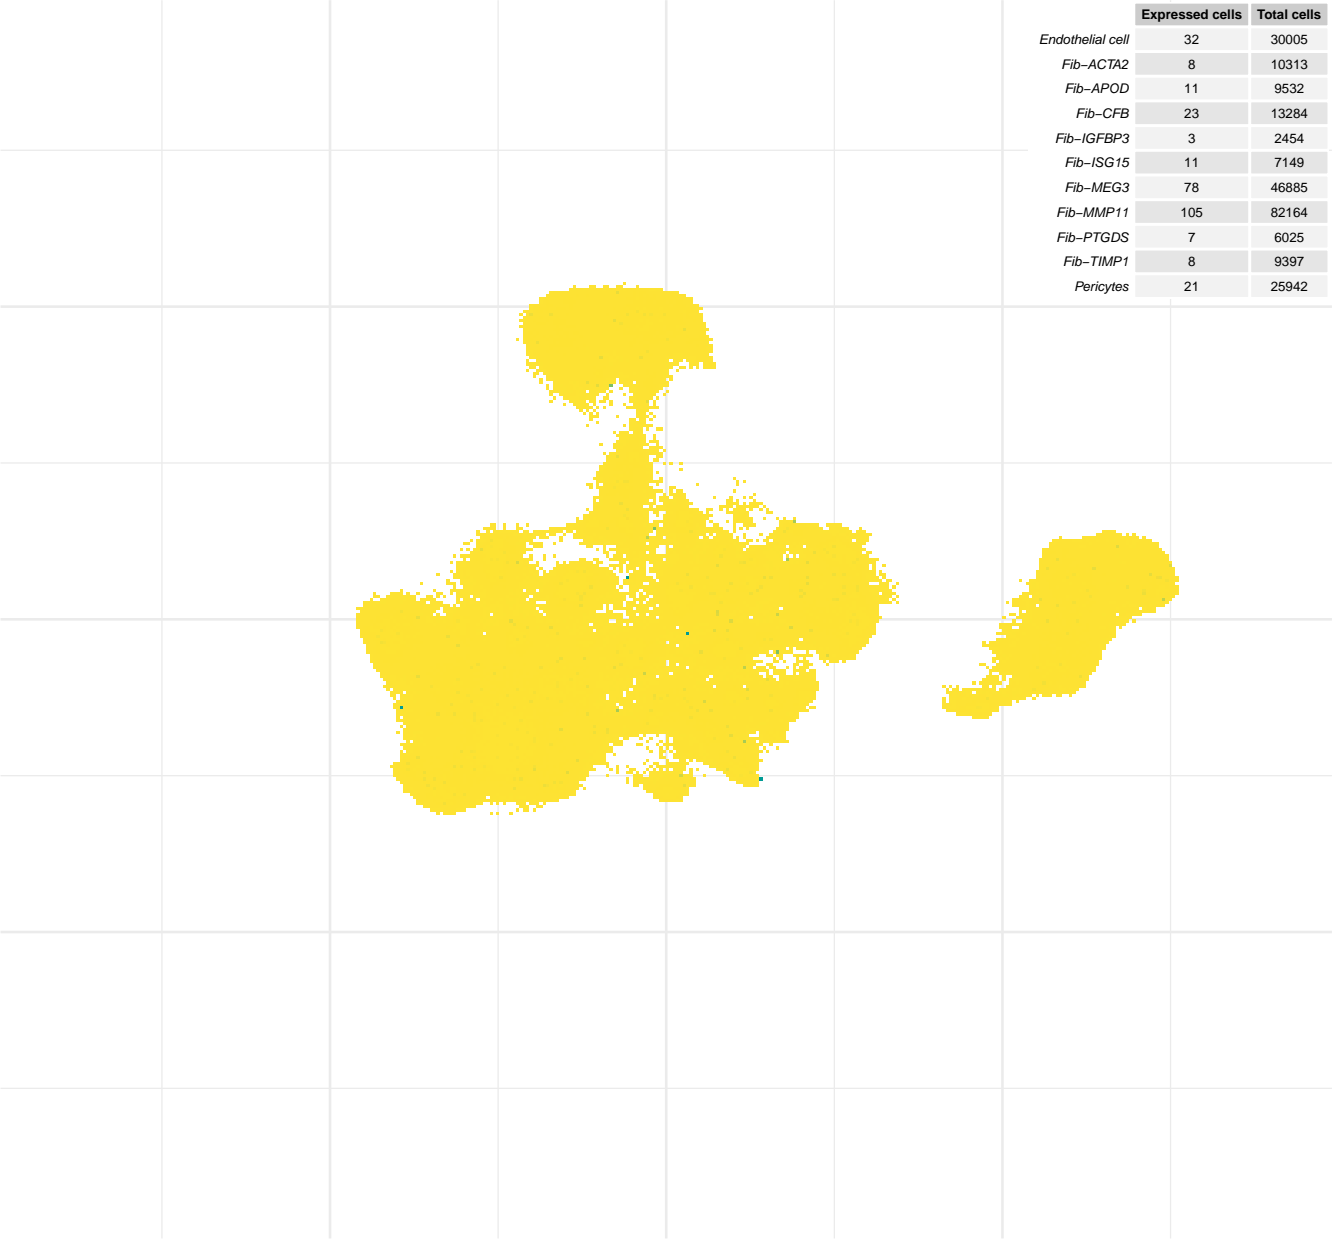 Expressed cells Total cells
Endothelial cell 32 30005
Fib−ACTA2 8 10313
Fib−APOD 11 9532
Fib−CFB 23 13284
Fib−IGFBP3 3 2454
Fib−ISG15 11 7149
Fib−MEG3 78 46885
Fib−MMP11 105 82164
Fib−PTGDS 7 6025
Fib−TIMP1 8 9397
Pericytes 21 25942